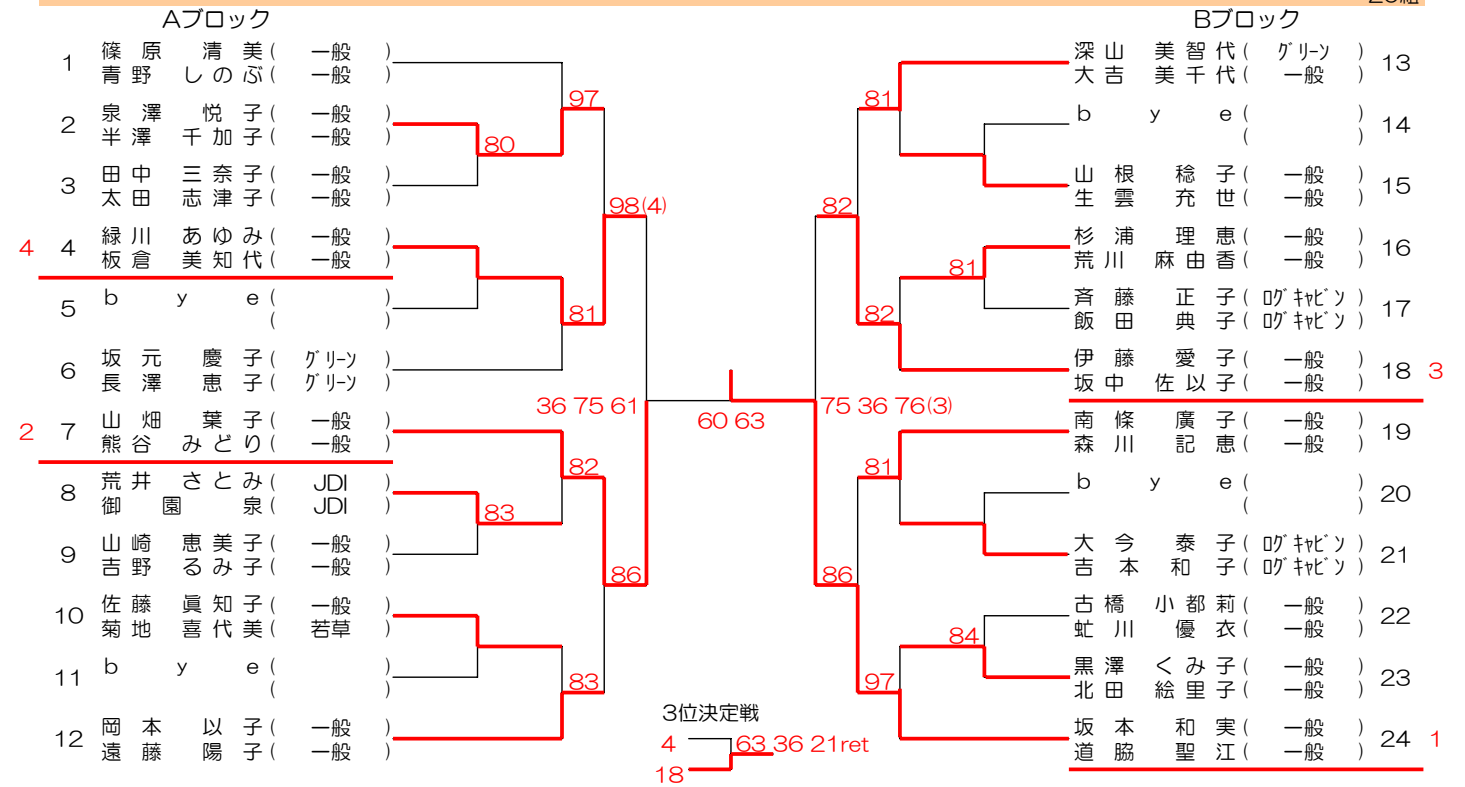 Aブロック
Bブロック
1 篠原 清美( 一般 )
青野 しのぶ( 一般 )
2 泉澤 悦子( 一般 )
半澤 千加子( 一般 )
3 田中 三奈子( 一般 )
太田 志津子( 一般 )
4 4 緑川 あゆみ( 一般 )
板倉 美知代( 一般 )
5 bye( )
( )
6 坂元 慶子( グリーン )
長澤 恵子( グリーン )
2 7 山畑 葉子( 一般 )
熊谷 みどり( 一般 )
8 荒井 さとみ( JDI )
御園 泉( JDI )
9 山崎 恵美子( 一般 )
吉野 るみ子( 一般 )
10 佐藤 眞知子( 一般 )
菊地 喜代美( 若草 )
11 bye( )
( )
12 岡本 以子( 一般 )
遠藤 陽子( 一般 )
97
80
98(4)
81
36 75 61
82
83
86
83
60 63
3位決定戦
4 63 36 21ret
18
81
82
81
82
75 36 76(3)
81
86
84
97
深山 美智代( グリーン ) 13
大吉 美千代( 一般 )
bye( ) 14
( )
山根 稔子( 一般 ) 15
生雲 充世( 一般 )
杉浦 理恵( 一般 ) 16
荒川 麻由香( 一般 )
斉藤 正子( ログキャビン ) 17
飯田 典子( ログキャビン )
伊藤 愛子( 一般 ) 18 3
坂中 佐以子( 一般 )
南條 廣子( 一般 ) 19
森川 記恵( 一般 )
bye( ) 20
( )
大今 泰子( ログキャビン ) 21
吉本 和子( ログキャビン )
古橋 小都莉( 一般 ) 22
虻川 優衣( 一般 )
黒澤 くみ子( 一般 ) 23
北田 絵里子( 一般 )
坂本 和実( 一般 ) 24 1
道脇 聖江( 一般 )